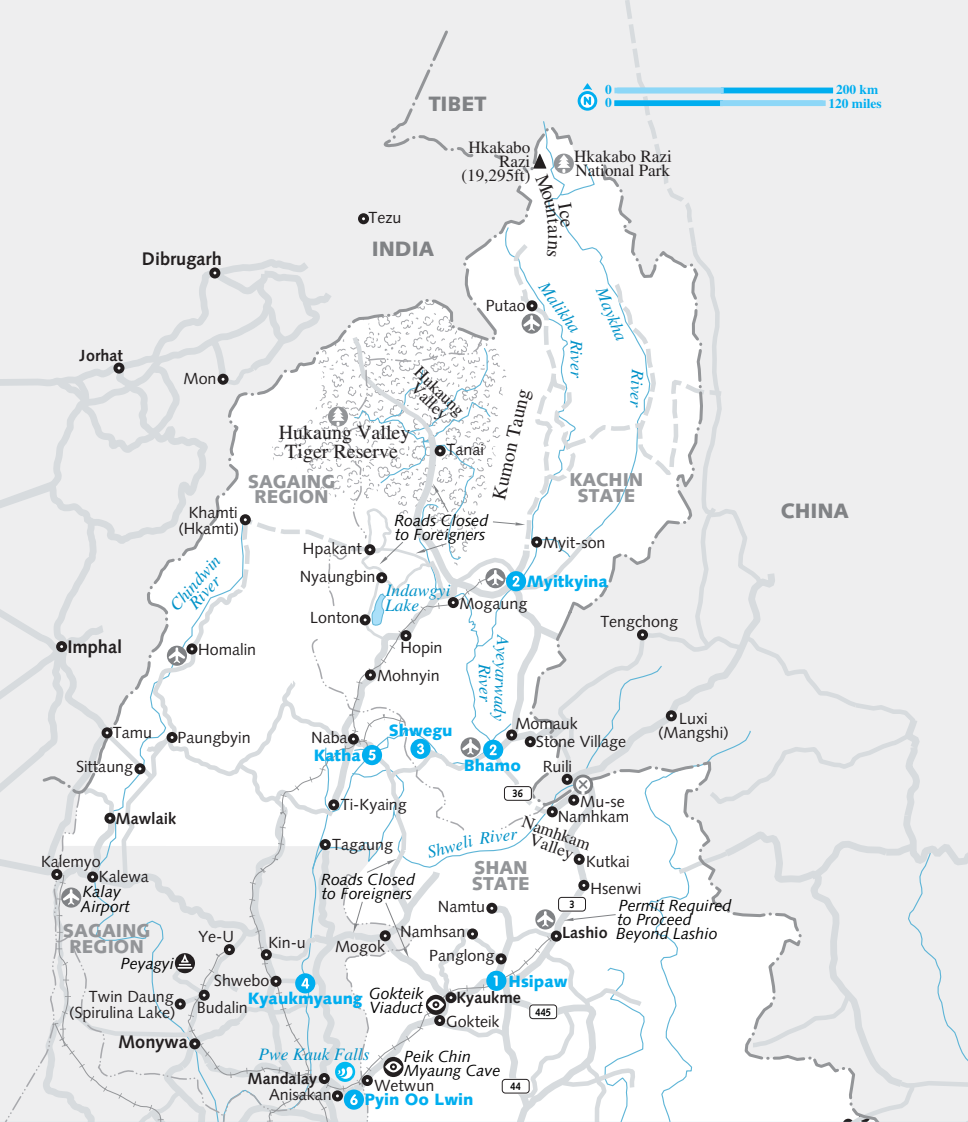 0 200 km
N
0 120 miles
TIBET
Hkakabo
Razi
(19,295ft)
Hkakabo Razi
National Park
Ice
Mountains
Tezu
INDIA
Dibrugarh
Putao
Malikha River
Maykha
River
Jorhat
Mon
Hukaung
Valley
Kumon Taung
Hukaung Valley
Tiger Reserve
Tanai
SAGAING
REGION
KACHIN
STATE
CHINA
Khamti
(Hkamti)
Roads Closed
to Foreigners
Hpakant
Myit-son
Nyaungbin
2 Myitkyina
Chindwin
River
Indawgyi
Lake
Mogaung
Lonton
Tengchong
Imphal
Homalin
Hopin
Ayeyarwady
River
Mohnyin
Luxi
(Mangshi)
Tamu
Paungbyin
Naba
Shwegu
3
Momauk
Stone Village
Katha 5
2
Bhamo
Sittaung
Ruili
36
Mu-se
Ti-Kyaing
Namhkam
Mawlaik
Namhkam
Valley
Tagaung
Shweli River
Kutkai
Kalemyo
Kalewa
SHAN
STATE
Roads Closed
to Foreigners
Hsenwi
Kalay
Airport
Namtu
3
Permit Required
to Proceed
Beyond Lashio
SAGAING
REGION
Ye-U
Kin-u
Mogok
Namhsan
Lashio
Peyagyi
Panglong
Shwebo
4
Kyaukmyaung
1 Hsipaw
Twin Daung
(Spirulina Lake)
Budalin
Gokteik
Viaduct
Kyaukme
445
Gokteik
Monywa
Pwe Kauk Falls
Peik Chin
Myaung Cave
Mandalay
Wetwun
44
Anisakan
6 Pyin Oo Lwin